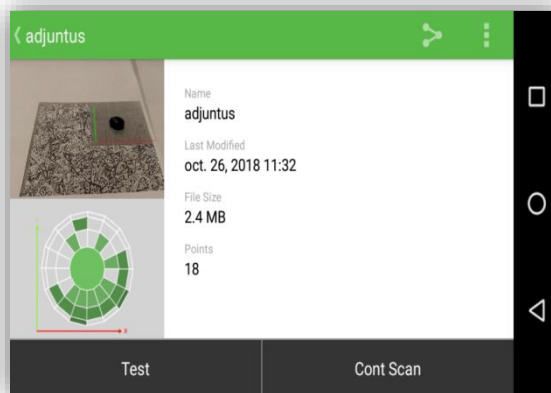 adjuntus
Name
adjuntus
Last Modified
oct. 26, 2018 11:32
File Size
2.4 MB
Points
18
Test
Cont Scan